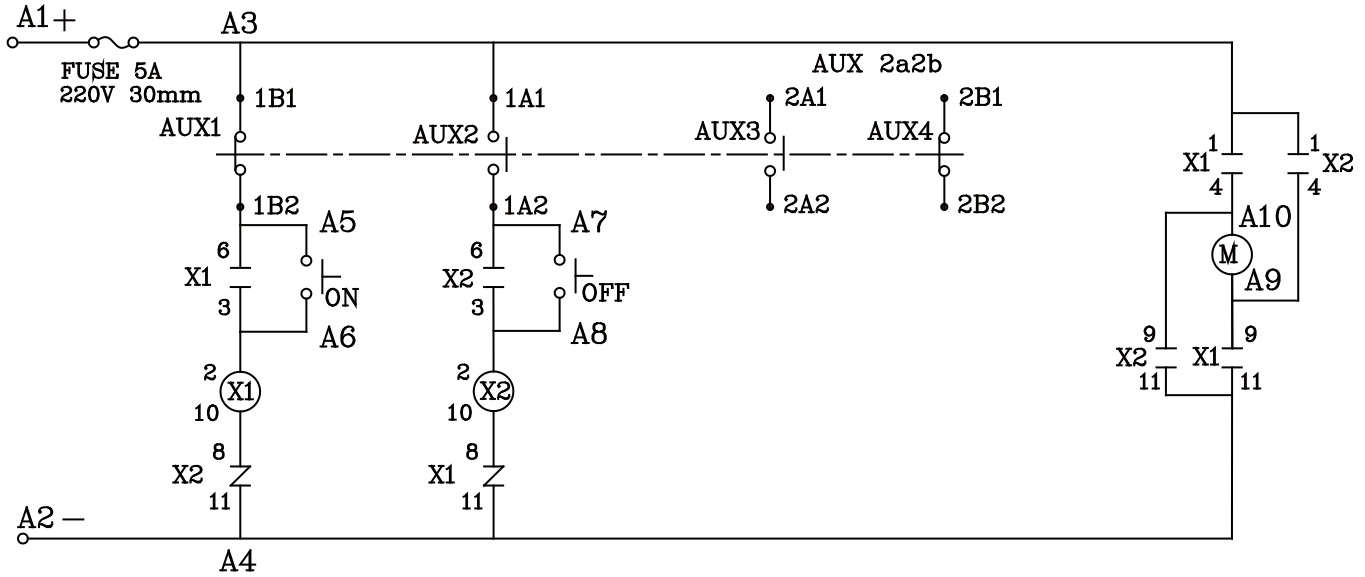 A1+
A3
FUSE 5A
220V 30mm
AUX 2a2b
1B1
1A1
2A1
2B1
AUX1
AUX2
AUX3
AUX4
1
1
X1
X2
4
4
1B2
1A2
2A2
2B2
A5
A7
A10
6
6
M
X1
X2
A9
ON
OFF
3
3
A6
A8
9
9
X2
X1
11
11
2
2
X1
X2
10
10
8
8
X2
X1
11
11
A2 -
A4